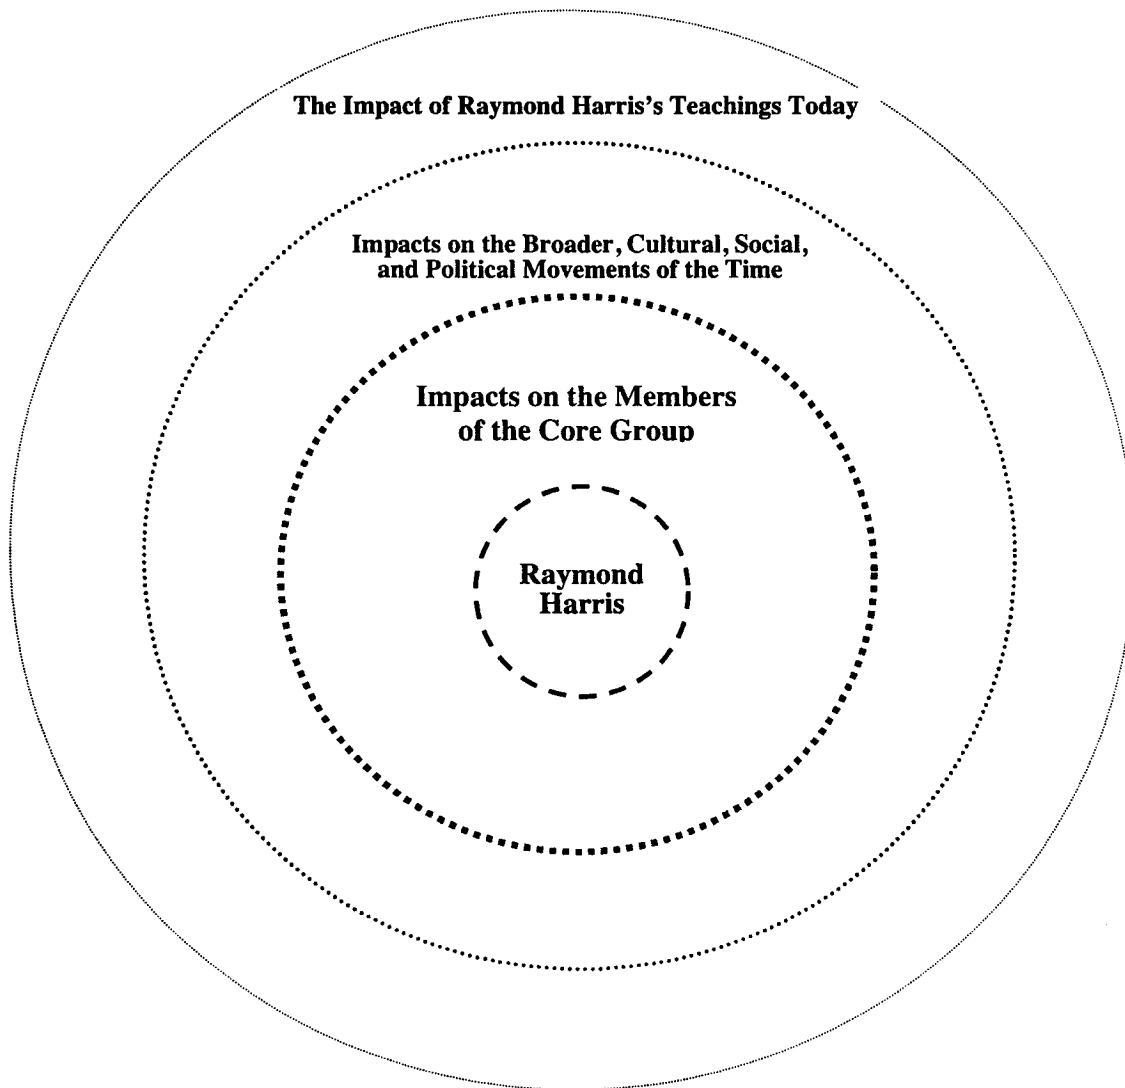 The Impact of Raymond Harris's Teachings Today
Impacts on the Broader, Cultural, Social,
and Political Movements of the Time
Impacts on the Members
of the Core Group
Raymond
Harris